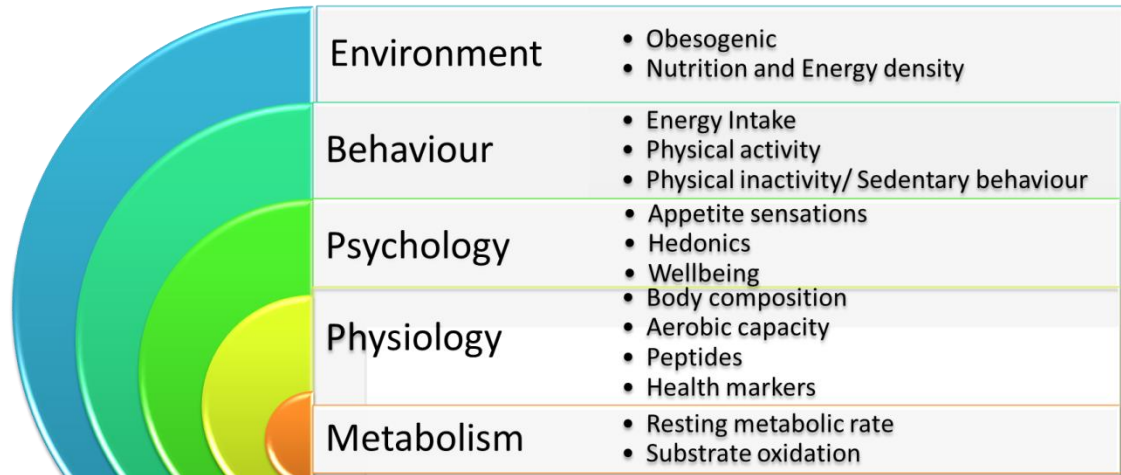 Environment
• Obesogenic
• Nutrition and Energy density
Behaviour
• Energy Intake
• Physical activity
• Physical inactivity/ Sedentary behaviour
Psychology
• Appetite sensations
• Hedonics
• Wellbeing
Physiology
• Body composition
• Aerobic capacity
• Peptides
• Health markers
Metabolism
• Resting metabolic rate
• Substrate oxidation